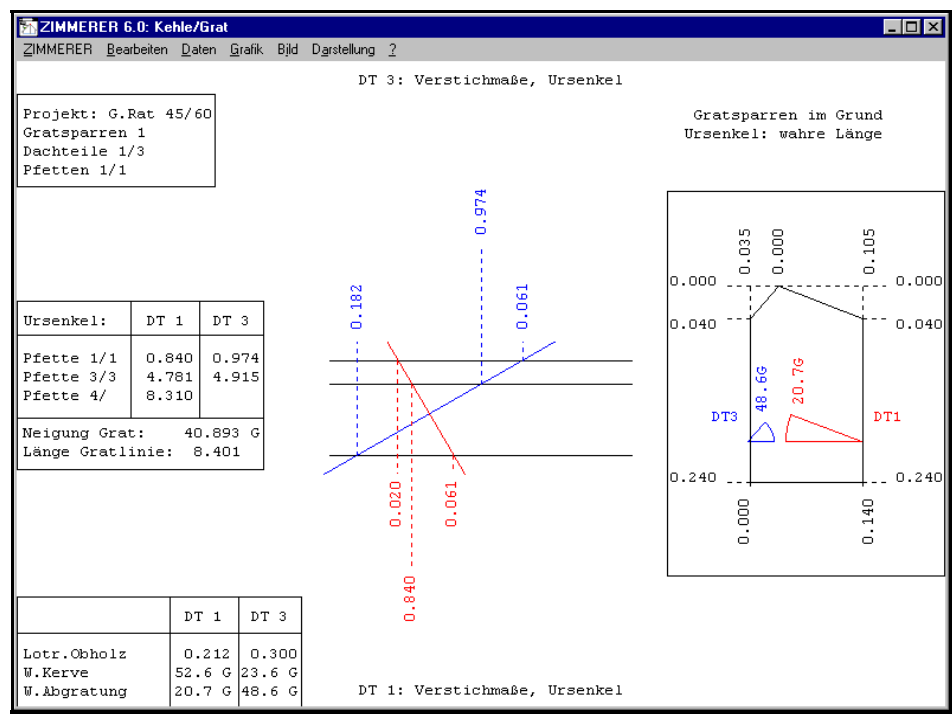 ZIMMERER 6.0: Kehle/Grat
ZIMMERER Bearbeiten Daten Grafik Bild Darstellung ?
DT 3: Verstichmaße, Ursenkel
Projekt: G.Rat 45/60
Gratsparren 1
Dachteile 1/3
Pfetten 1/1
Gratsparren im Grund
Ursenkel: wahre Länge
Ursenkel: DT 1 DT 3
Pfette 1/1 0.840 0.974
Pfette 3/3 4.781 4.915
Pfette 4/ 8.310
Neigung Grat: 40.893 G
Länge Gratlinie: 8.401
0.182
0.974
0.061
0.020
0.840
0.061
0.035
0.000
0.105
0.000
0.000
0.040
0.040
48.6G
20.7G
DT3
DT1
0.240
0.240
0.000
0.140
DT 1 DT 3
Lotr.Obholz 0.212 0.300
W.Kerve 52.6 G 23.6 G
W.Abgratung 20.7 G 48.6 G
DT 1: Verstichmaße, Ursenkel